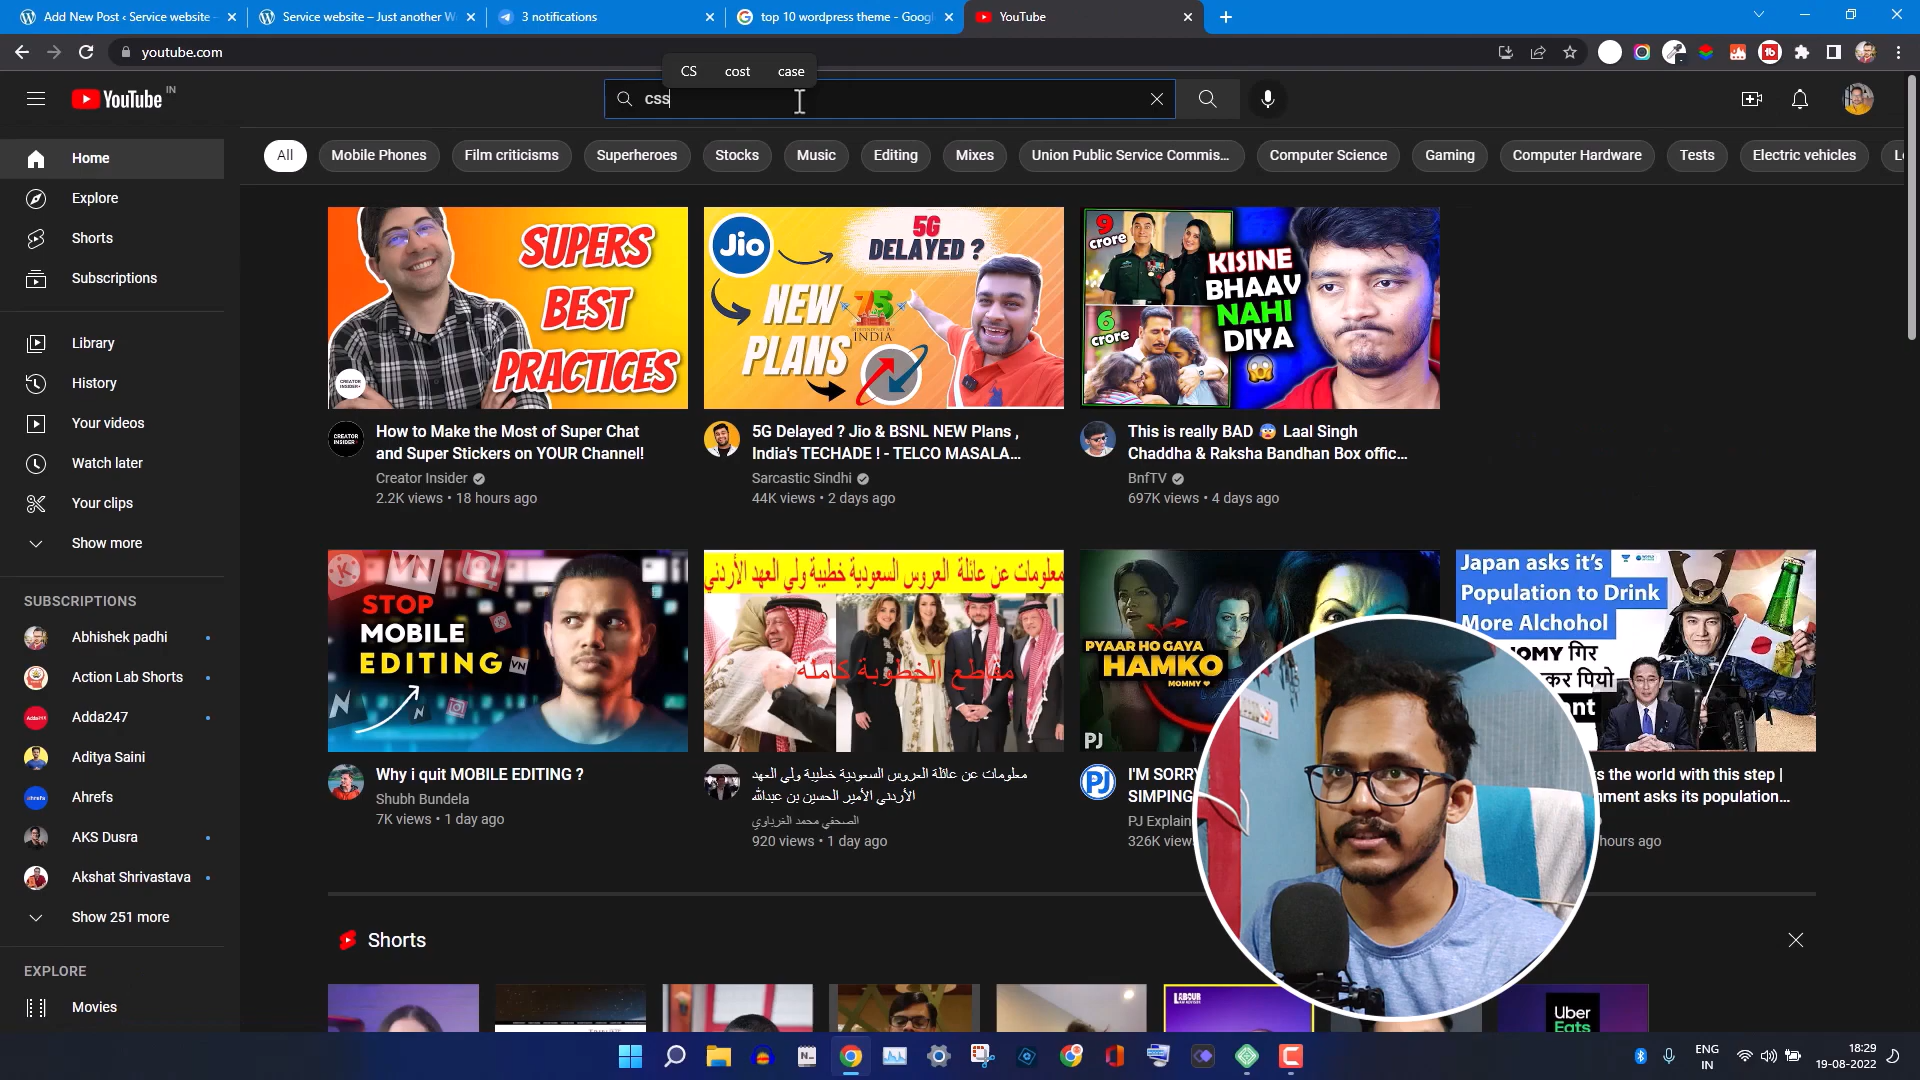 Add New Post ‹ Service website -
Service website – Just another W
3 notifications
top 10 wordpress theme - Googl
YouTube
youtube.com
CS cost case
YouTube IN
css
Home
Explore
Shorts
Subscriptions
Library
History
Your videos
Watch later
Your clips
Show more
SUBSCRIPTIONS
Abhishek padhi
Action Lab Shorts
Adda247
Aditya Saini
Ahrefs
AKS Dusra
Akshat Shrivastava
Show 251 more
EXPLORE
Movies
All
Mobile Phones
Film criticisms
Superheroes
Stocks
Music
Editing
Mixes
Union Public Service Commis...
Computer Science
Gaming
Computer Hardware
Tests
Electric vehicles
SUPERS
BEST
PRACTICES
CREATOR
INSIDER+
CREATOR
INSIDER
How to Make the Most of Super Chat
and Super Stickers on YOUR Channel!
Creator Insider
2.2K views • 18 hours ago
Jio
5G
DELAYED ?
NEW
PLANS
75
INDIA
5G Delayed ? Jio & BSNL NEW Plans ,
India's TECHADE ! - TELCO MASALA...
Sarcastic Sindhi
44K views • 2 days ago
9
crore
6
crore
KISINE
BHAAV
NAHI
DIYA
This is really BAD 😨 Laal Singh
Chaddha & Raksha Bandhan Box offic...
BnfTV
697K views • 4 days ago
VN
STOP
MOBILE
EDITING VN
Why i quit MOBILE EDITING ?
Shubh Bundela
7K views • 1 day ago
معلومات عن عائلة العروس السعودية خطيبة ولي العهد الأردني
مقاطع الخطوبة كاملة
معلومات عن عائلة العروس السعودية خطيبة ولي العهد
الأردني الأمير الحسين بن عبدالله
الصحفي محمد الغرباوي
920 views • 1 day ago
PYAAR HO GAYA
HAMKO
MOMMY ♥
PJ
PJ
I'M SORRY
SIMPING
PJ Explain
326K view
Japan asks it's
Population to Drink
More Alchohol
NOMY गिर
कर पियो
nt
s the world with this step |
nment asks its population...
hours ago
Shorts
LABOUR
Uber
Eats
ENG
IN
18:29
19-08-2022